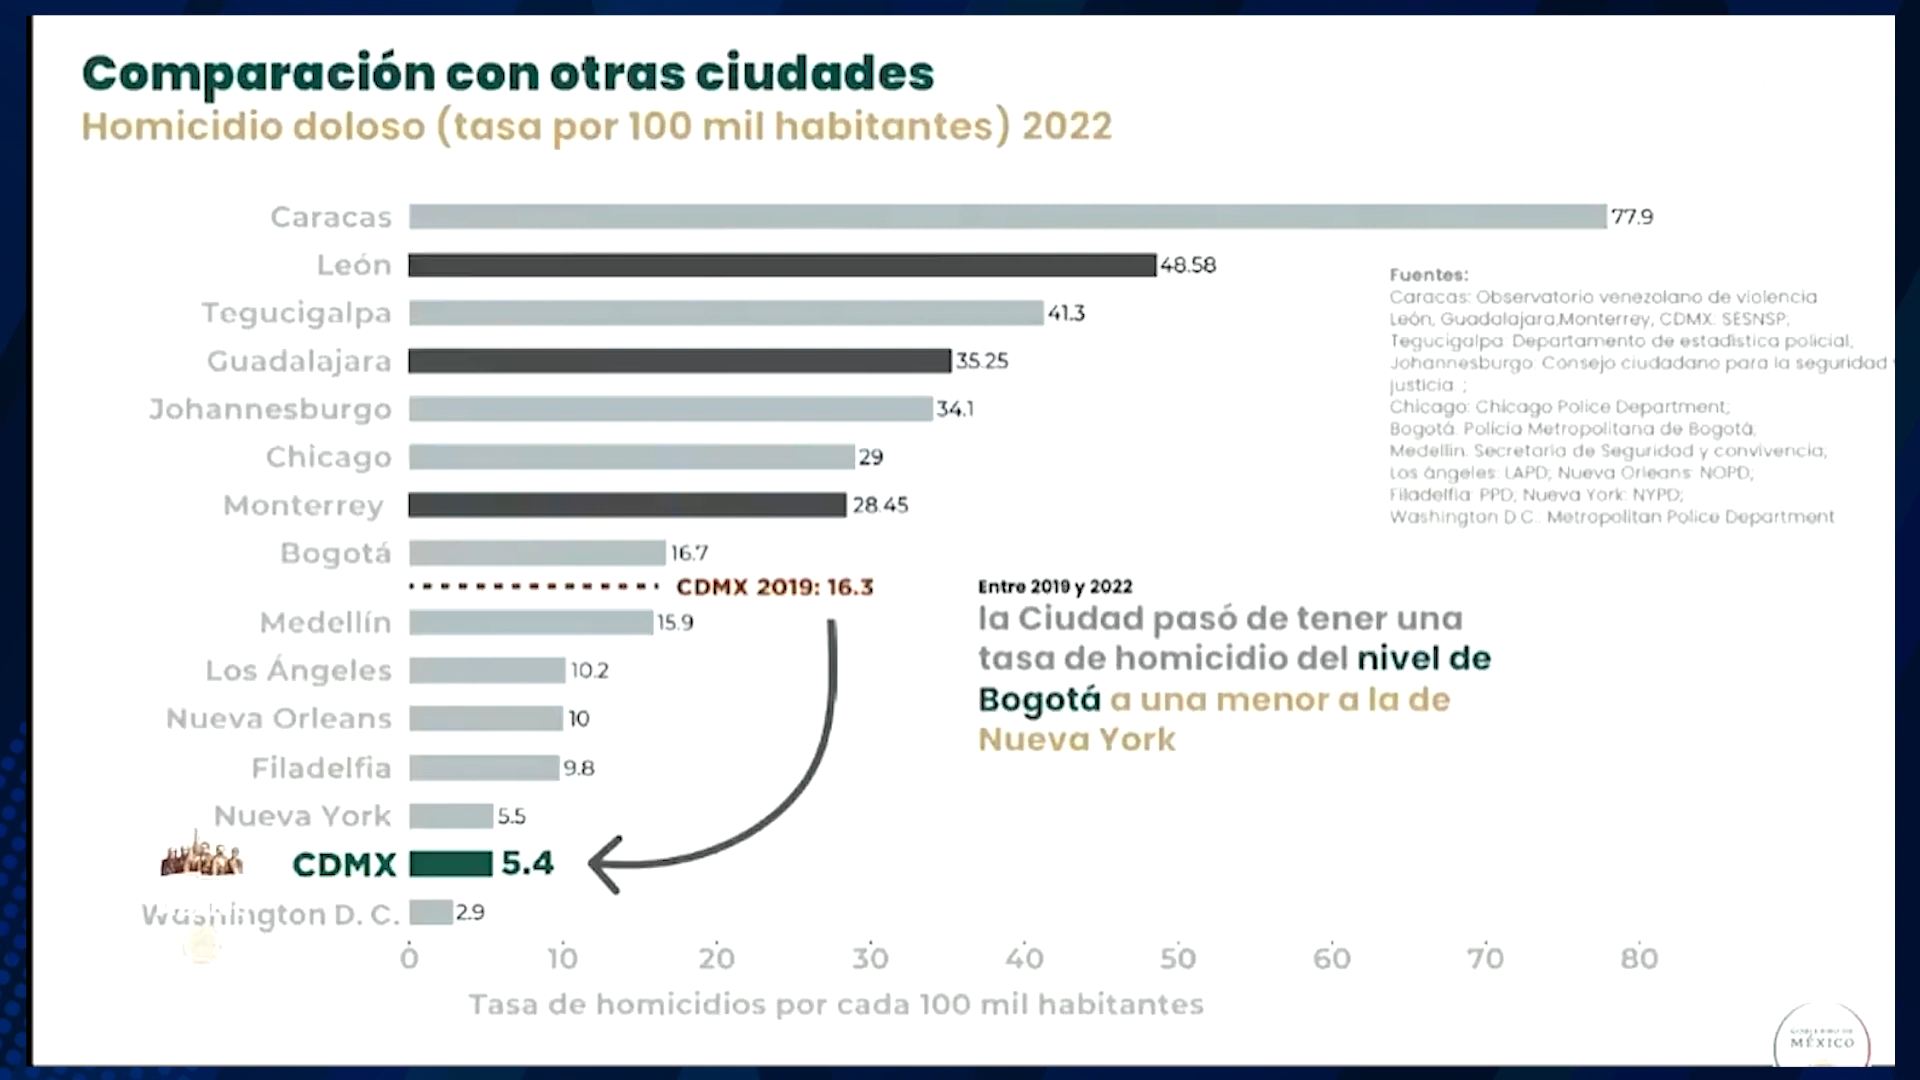 Comparación con otras ciudades
Homicidio doloso (tasa por 100 mil habitantes) 2022
Caracas 77.9
León 48.58
Tegucigalpa 41.3
Guadalajara 35.25
Johannesburgo 34.1
Chicago 29
Monterrey 28.45
Bogotá 16.7
CDMX 2019: 16.3
Medellín 15.9
Los Ángeles 10.2
Nueva Orleans 10
Filadelfia 9.8
Nueva York 5.5
CDMX 5.4
Washington D. C. 2.9
0 10 20 30 40 50 60 70 80
Tasa de homicidios por cada 100 mil habitantes
Fuentes:
Caracas: Observatorio venezolano de violencia
León, Guadalajara,Monterrey, CDMX: SESNSP;
Tegucigalpa: Departamento de estadística policial,
Johannesburgo: Consejo ciudadano para la seguridad
justicia ;
Chicago: Chicago Police Department;
Bogotá: Policía Metropolitana de Bogotá;
Medellín: Secretaría de Seguridad y convivencia;
Los ángeles: LAPD; Nueva Orleans: NOPD;
Filadelfia: PPD, Nueva York: NYPD;
Washington D.C.: Metropolitan Police Department
Entre 2019 y 2022
la Ciudad pasó de tener una
tasa de homicidio del nivel de
Bogotá a una menor a la de
Nueva York
GOBIERNO DE
MÉXICO